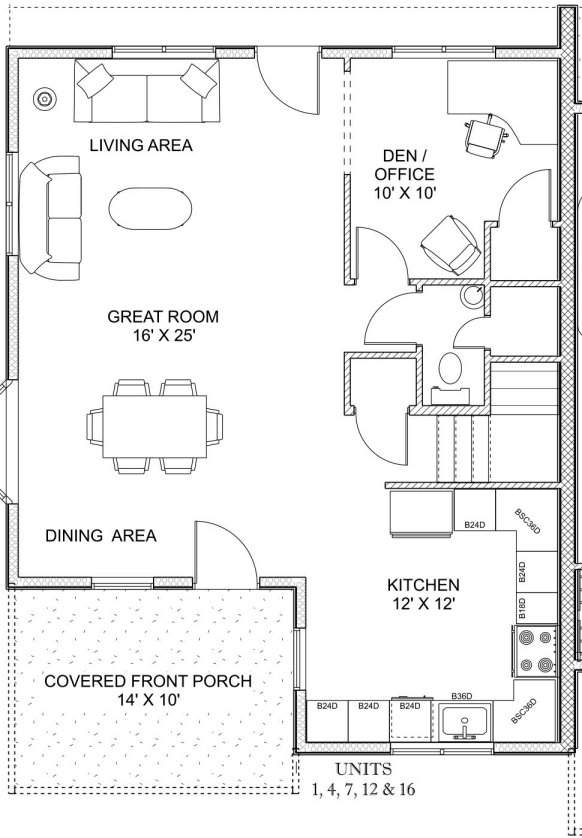 LIVING AREA
DEN /
OFFICE
10' X 10'
GREAT ROOM
16' X 25'
DINING AREA
B24D
BSC36D
B24D
KITCHEN
12' X 12'
B18D
COVERED FRONT PORCH
14' X 10'
B24D
B24D
B24D
B36D
BSC36D
UNITS
1, 4, 7, 12 & 16